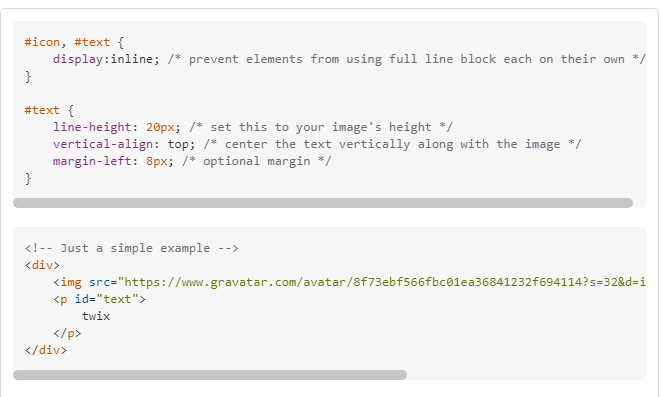 #icon, #text {
    display:inline; /* prevent elements from using full line block each on their own */
}
#text {
    line-height: 20px; /* set this to your image's height */
    vertical-align: top; /* center the text vertically along with the image */
    margin-left: 8px; /* optional margin */
}
<!-- Just a simple example -->
<div>
    <img src="https://www.gravatar.com/avatar/8f73ebf566fbc01ea36841232f694114?s=32&d=i
    <p id="text">
        twix
    </p>
</div>